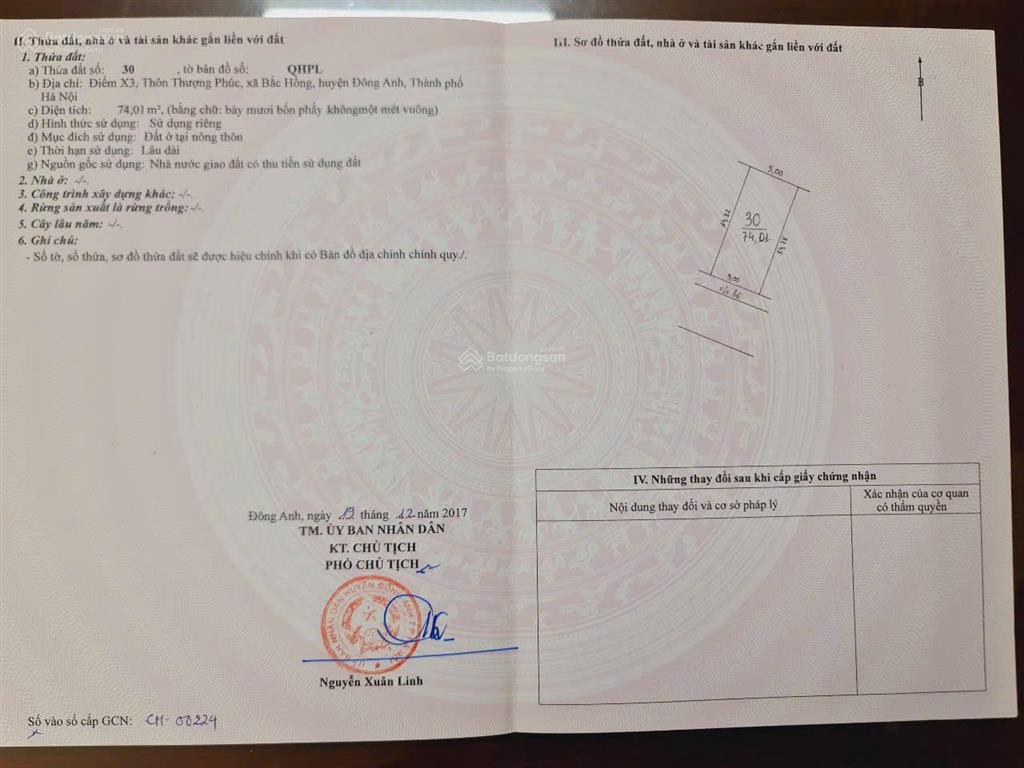 II. Thửa đất, nhà ở và tài sản khác gắn liền với đất
1. Thửa đất:
a) Thửa đất số: 30 , tờ bản đồ số: QHPL
b) Địa chỉ: Điểm X3, Thôn Thượng Phúc, xã Bắc Hồng, huyện Đông Anh, Thành phố
Hà Nội
c) Diện tích: 74,01 m², (bằng chữ: bảy mươi bốn phẩy khôngmột mét vuông)
d) Hình thức sử dụng: Sử dụng riêng
đ) Mục đích sử dụng: Đất ở tại nông thôn
e) Thời hạn sử dụng: Lâu dài
g) Nguồn gốc sử dụng: Nhà nước giao đất có thu tiền sử dụng đất
2. Nhà ở: -/-.
3. Công trình xây dựng khác: -/-.
4. Rừng sản xuất là rừng trồng: -/-.
5. Cây lâu năm: -/-.
6. Ghi chú:
- Số tờ, số thửa, sơ đồ thửa đất sẽ được hiệu chỉnh khi có Bản đồ địa chính chính quy./.
Đông Anh, ngày 19 tháng 12 năm 2017
TM. ỦY BAN NHÂN DÂN
KT. CHỦ TỊCH
PHÓ CHỦ TỊCH
Nguyễn Xuân Linh
Số vào sổ cấp GCN: CH-00224
III. Sơ đồ thửa đất, nhà ở và tài sản khác gắn liền với đất
B
5,00
30
74,01
5,00
vỉa hè
Batdongsan
by PropertyGuru
IV. Những thay đổi sau khi cấp giấy chứng nhận
Nội dung thay đổi và cơ sở pháp lý
Xác nhận của cơ quan
có thẩm quyền